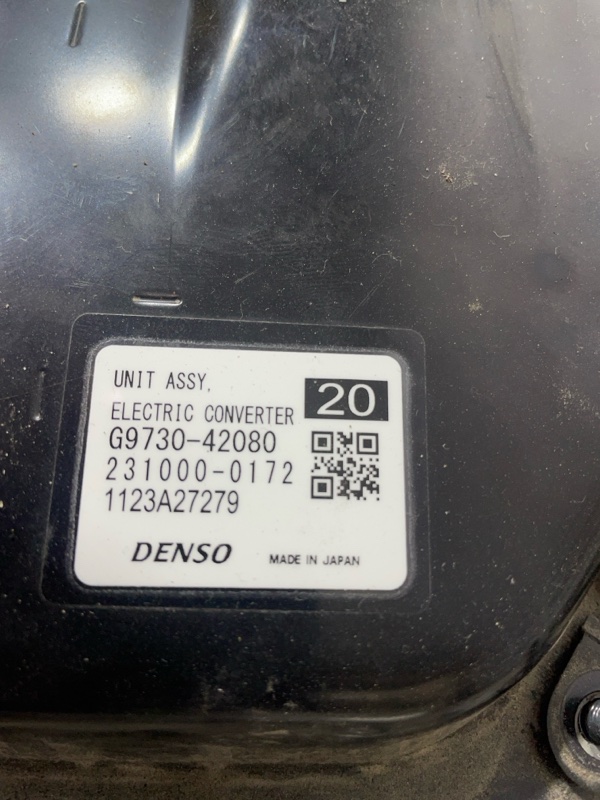 UNIT ASSY,
20
ELECTRIC CONVERTER
G9730-42080
231000-0172
1123A27279
DENSO MADE IN JAPAN